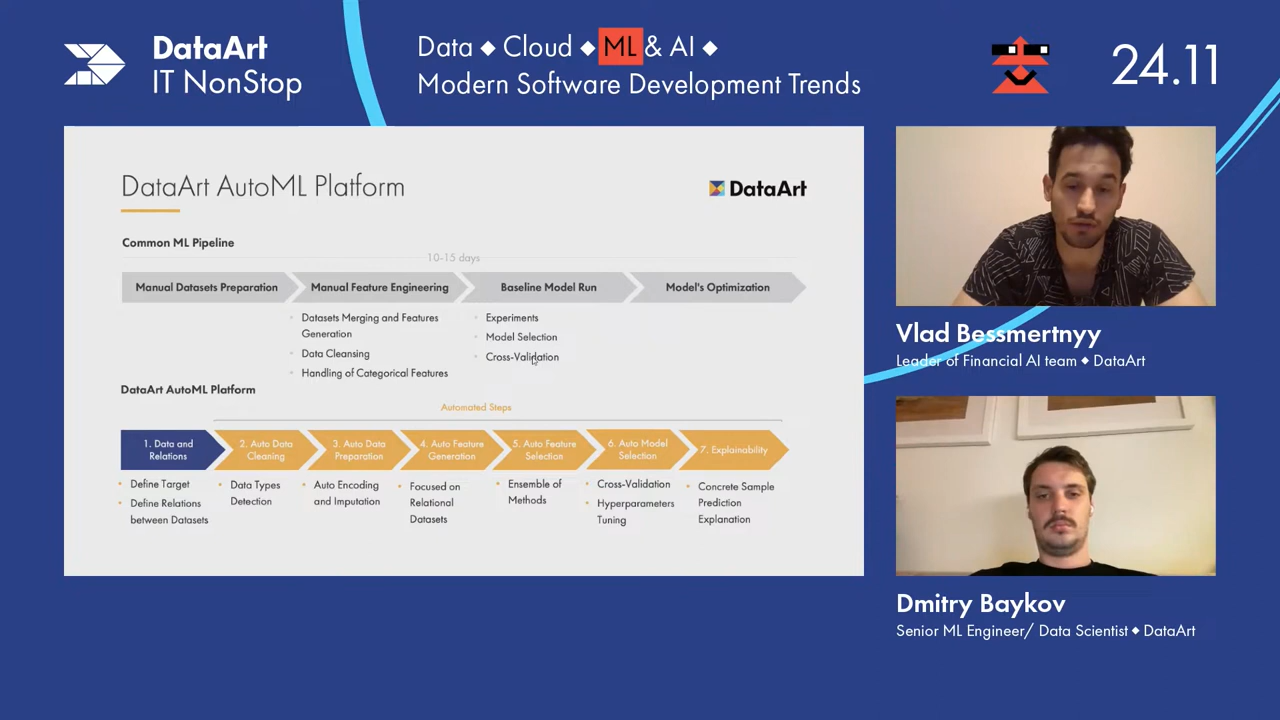 DataArt
IT NonStop
Data ◆ Cloud ◆ ML & AI ◆
Modern Software Development Trends
24.11
DataArt AutoML Platform
DataArt
Common ML Pipeline
10-15 days
Manual Datasets Preparation
Manual Feature Engineering
Baseline Model Run
Model's Optimization
Datasets Merging and Features
Generation
Data Cleansing
Handling of Categorical Features
Experiments
Model Selection
Cross-Validation
DataArt AutoML Platform
Automated Steps
1. Data and
Relations
2. Auto Data
Cleaning
3. Auto Data
Preparation
4. Auto Feature
Generation
5. Auto Feature
Selection
6. Auto Model
Selection
7. Explainability
Define Target
Define Relations
between Datasets
Data Types
Detection
Auto Encoding
and Imputation
Focused on
Relational
Datasets
Ensemble of
Methods
Cross-Validation
Hyperparameters
Tuning
Concrete Sample
Prediction
Explanation
Vlad Bessmertnyy
Leader of Financial AI team ◆ DataArt
Dmitry Baykov
Senior ML Engineer/ Data Scientist ◆ DataArt